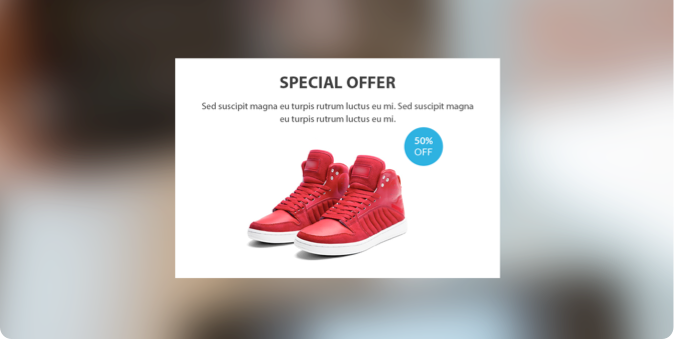 SPECIAL OFFER
Sed suscipit magna eu turpis rutrum luctus eu mi. Sed suscipit magna
eu turpis rutrum luctus eu mi.
50%
OFF